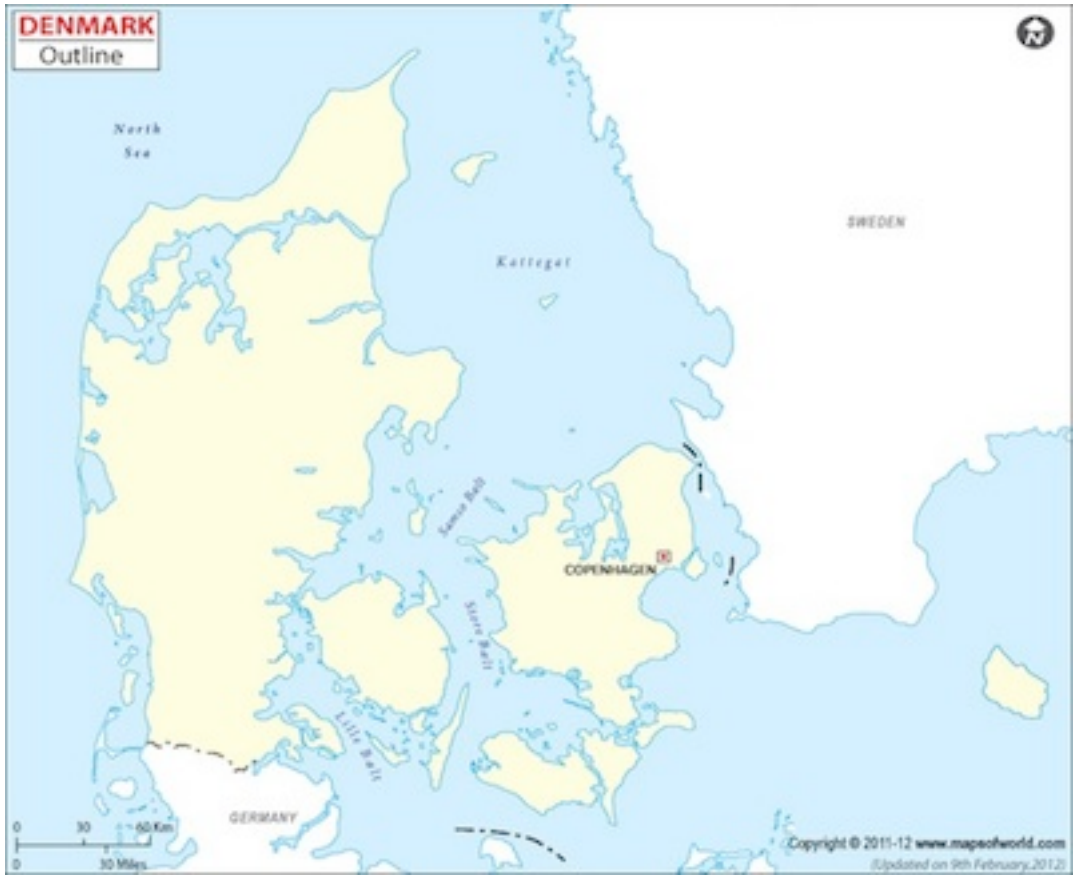 DENMARK
Outline
N
North
Sea
SWEDEN
Kattegat
Samsø Bælt
COPENHAGEN
Store Bælt
Lille Bælt
GERMANY
0 30 60 Km
0 30 Miles
Copyright © 2011-12 www.mapsofworld.com
(Updated on 9th February,2012)